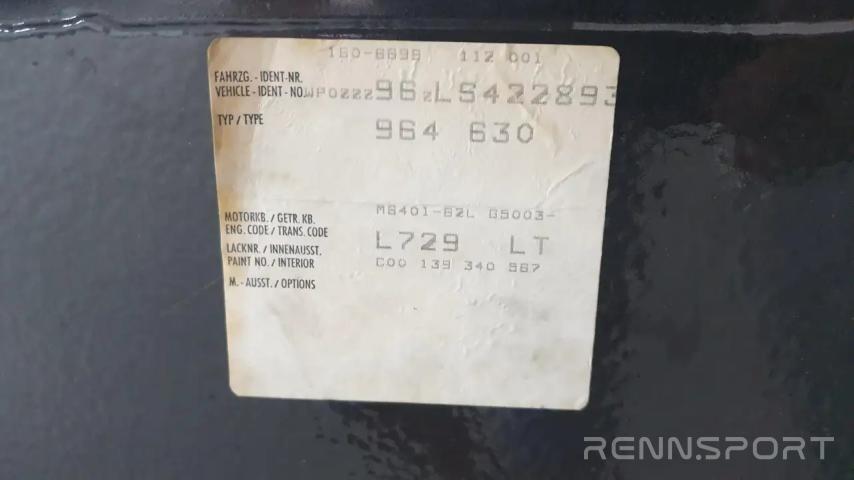 160-6698 112 001
FAHRZG. - IDENT-NR.
VEHICLE - IDENT - NO. WP0ZZZ96ZLS422893
TYP / TYPE 964 630
MOTORKB. / GETR. KB. M6401-62L G5003-
ENG. CODE / TRANS. CODE
LACKNR. / INNENAUSST. L729 LT
PAINT NO. / INTERIOR C00 139 340 567
M. - AUSST. / OPTIONS
RENNSPORT